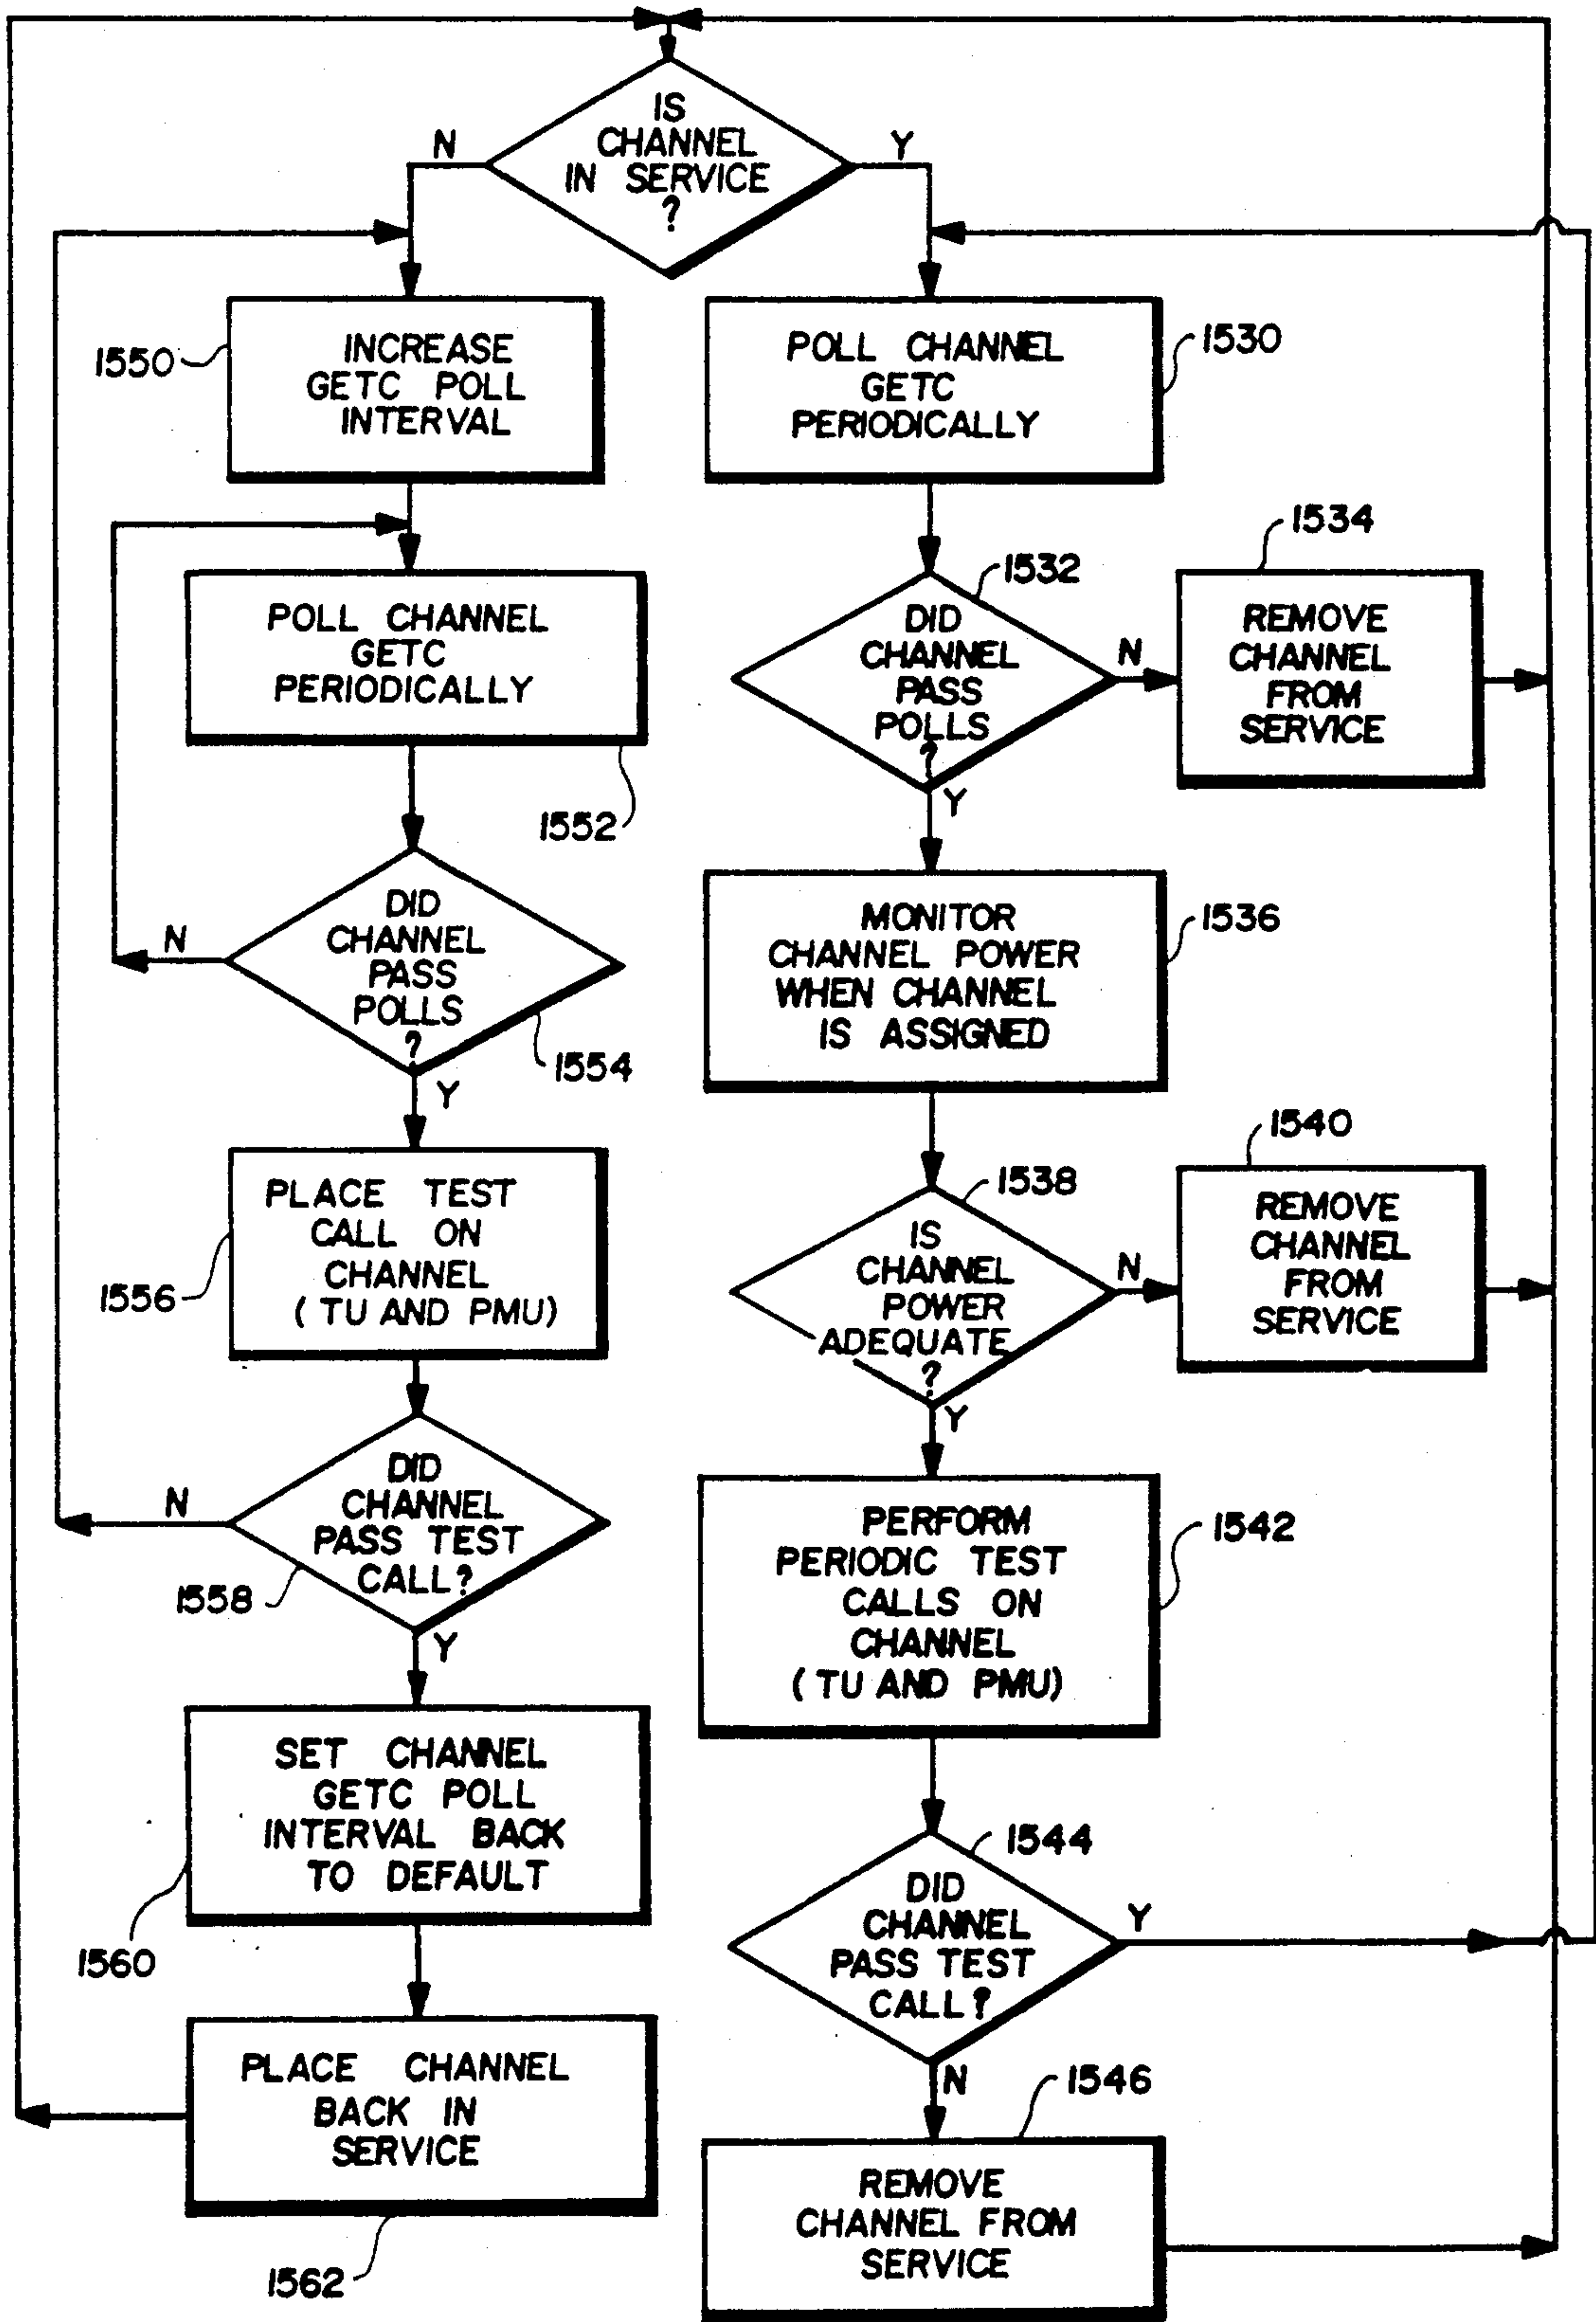 IS
CHANNEL
IN SERVICE
?
N
Y
1550
INCREASE
GETC POLL
INTERVAL
POLL CHANNEL
GETC
PERIODICALLY
1530
POLL CHANNEL
GETC
PERIODICALLY
1552
1532
DID
CHANNEL
PASS
POLLS
?
N
Y
1534
REMOVE
CHANNEL
FROM
SERVICE
DID
CHANNEL
PASS
POLLS
?
N
Y
1554
MONITOR
CHANNEL POWER
WHEN CHANNEL
IS ASSIGNED
1536
PLACE TEST
CALL ON
CHANNEL
(TU AND PMU)
1556
1538
IS
CHANNEL
POWER
ADEQUATE
?
N
Y
1540
REMOVE
CHANNEL
FROM
SERVICE
DID
CHANNEL
PASS TEST
CALL?
N
1558
Y
PERFORM
PERIODIC TEST
CALLS ON
CHANNEL
(TU AND PMU)
1542
SET CHANNEL
GETC POLL
INTERVAL BACK
TO DEFAULT
1560
1544
DID
CHANNEL
PASS TEST
CALL?
Y
N
PLACE CHANNEL
BACK IN
SERVICE
1562
1546
REMOVE
CHANNEL FROM
SERVICE